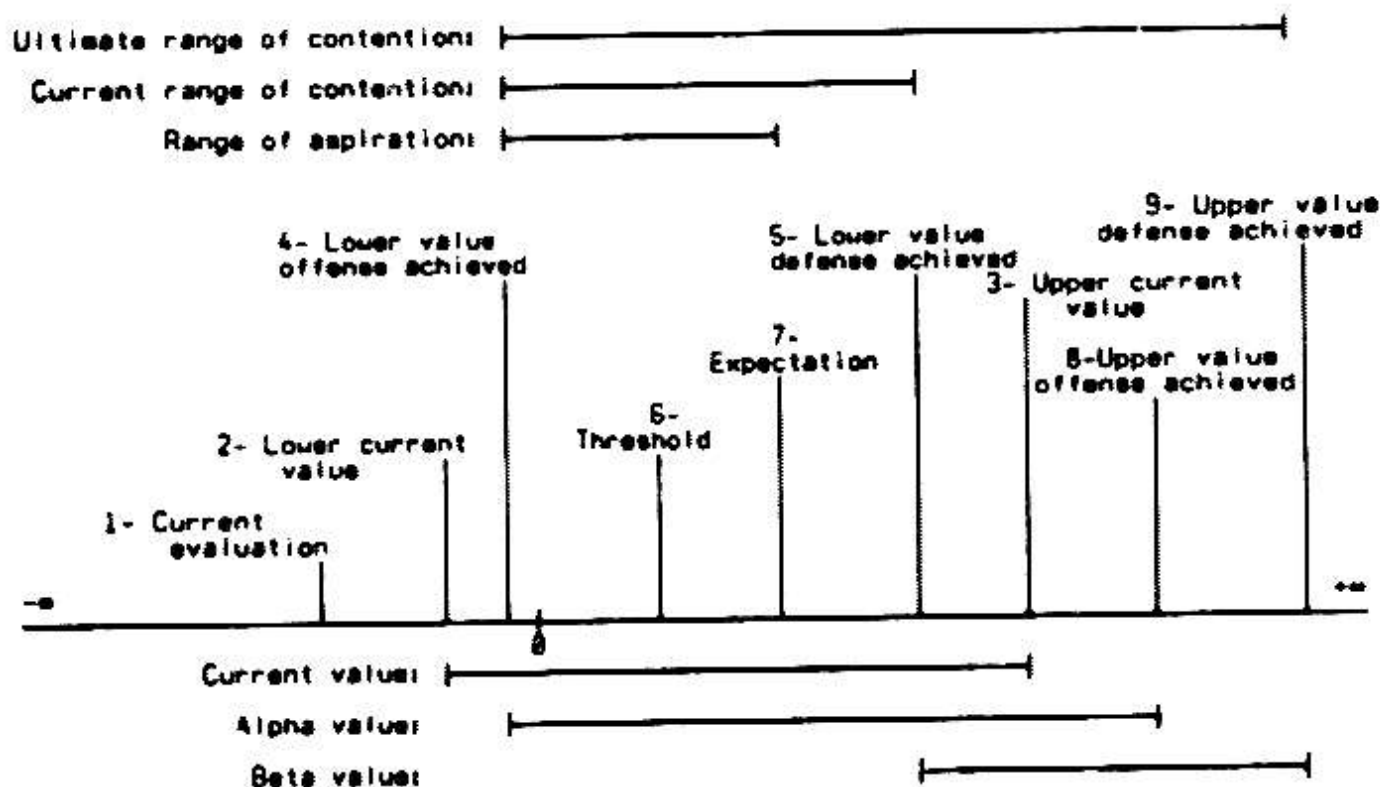 Ultimate range of contention:
Current range of contention:
Range of aspiration:
9- Upper value
defense achieved
4- Lower value
offense achieved
5- Lower value
defense achieved
3- Upper current
value
7-
Expectation
8-Upper value
offense achieved
6-
Threshold
2- Lower current
value
1- Current
evaluation
-∞
+∞
0
Current value:
Alpha value:
Beta value: